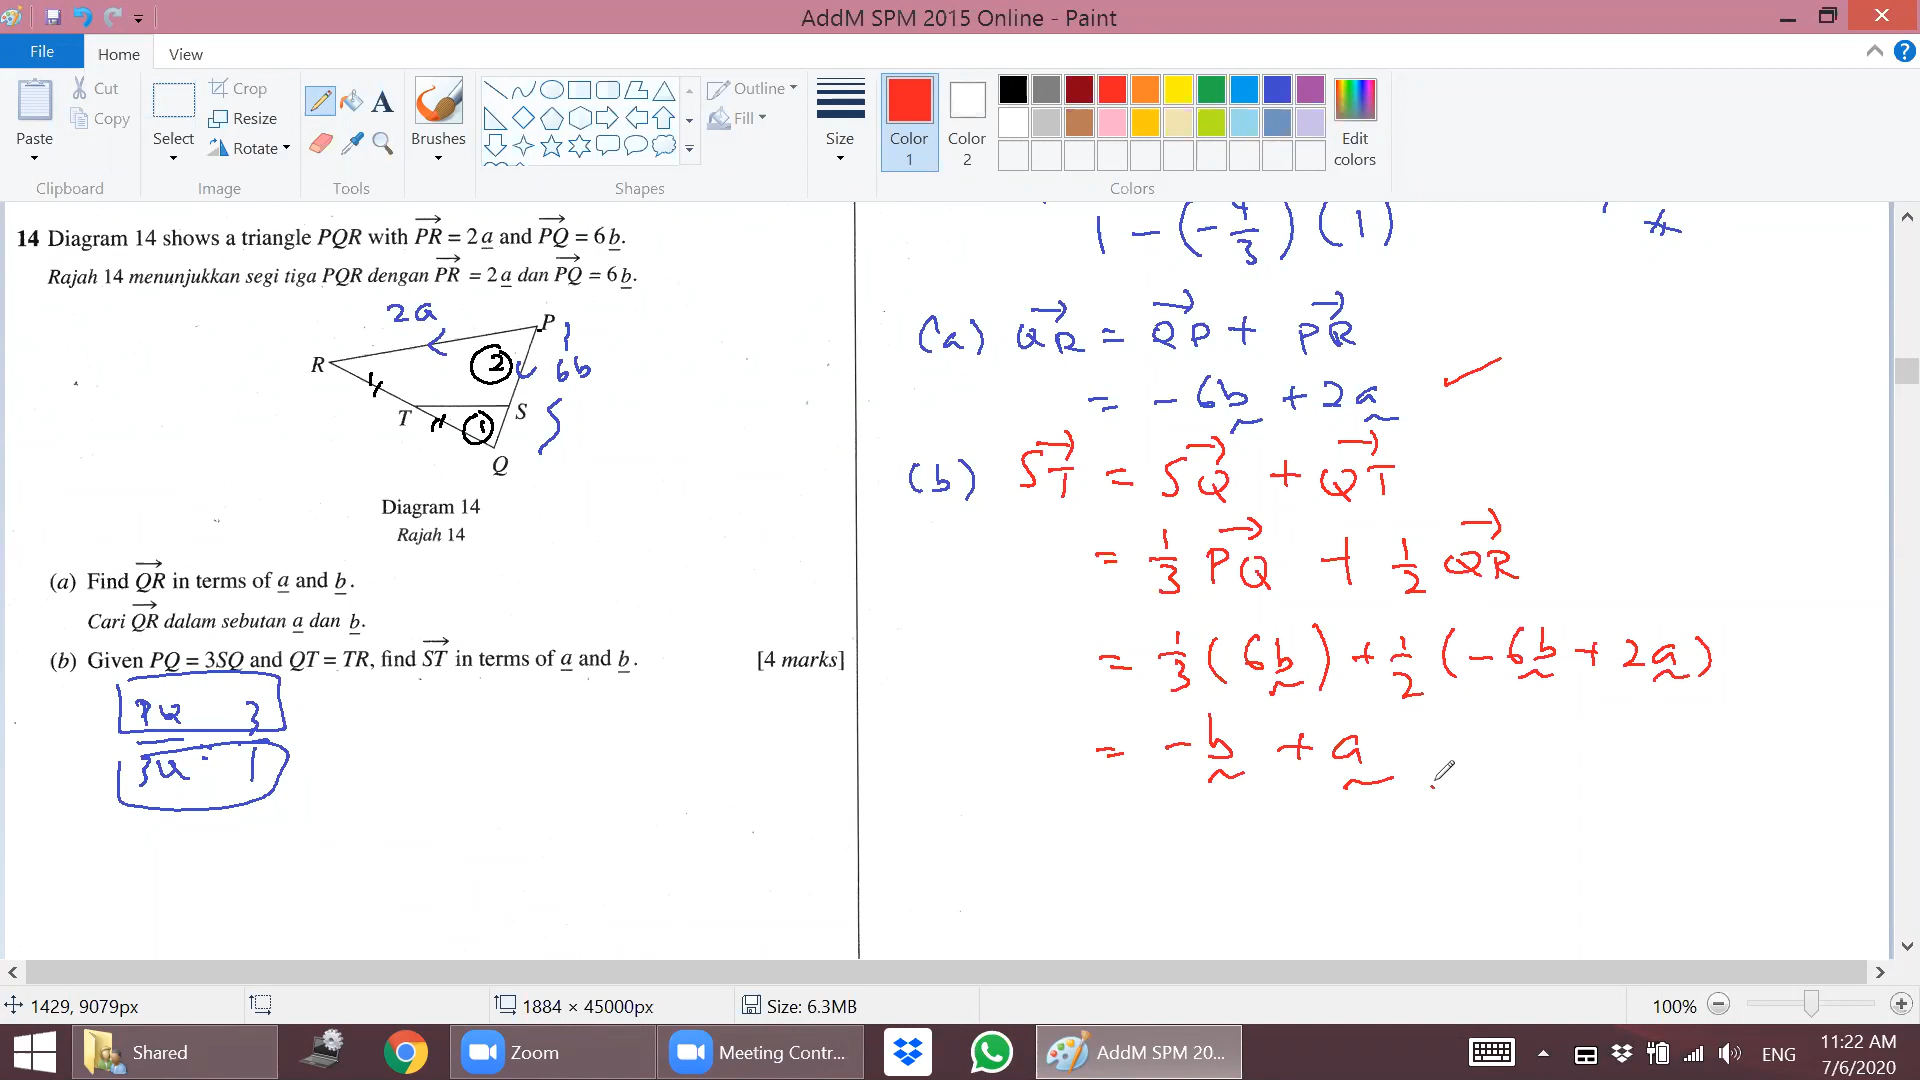 AddM SPM 2015 Online - Paint
File Home View
Cut
Copy
Paste
Clipboard
Select
Crop
Resize
Rotate
Image
A
Tools
Brushes
Outline
Fill
Shapes
Size
Color 1
Color 2
Edit colors
Colors
14 Diagram 14 shows a triangle PQR with PR = 2a and PQ = 6b.
Rajah 14 menunjukkan segi tiga PQR dengan PR = 2a dan PQ = 6b.
2a
P
R
2
6b
T
S
1
Q
Diagram 14
Rajah 14
(a) Find QR in terms of a and b.
Cari QR dalam sebutan a dan b.
(b) Given PQ = 3SQ and QT = TR, find ST in terms of a and b. [4 marks]
PQ 3
SQ 1
1 - (-4/3)(1)
(a) QR = QP + PR
= -6b + 2a
(b) ST = SQ + QT
= 1/3 PQ + 1/2 QR
= 1/3 (6b) + 1/2 (-6b + 2a)
= -b + a
1429, 9079px
1884 × 45000px
Size: 6.3MB
100%
Shared
Zoom
Meeting Contr...
AddM SPM 20...
ENG
11:22 AM
7/6/2020